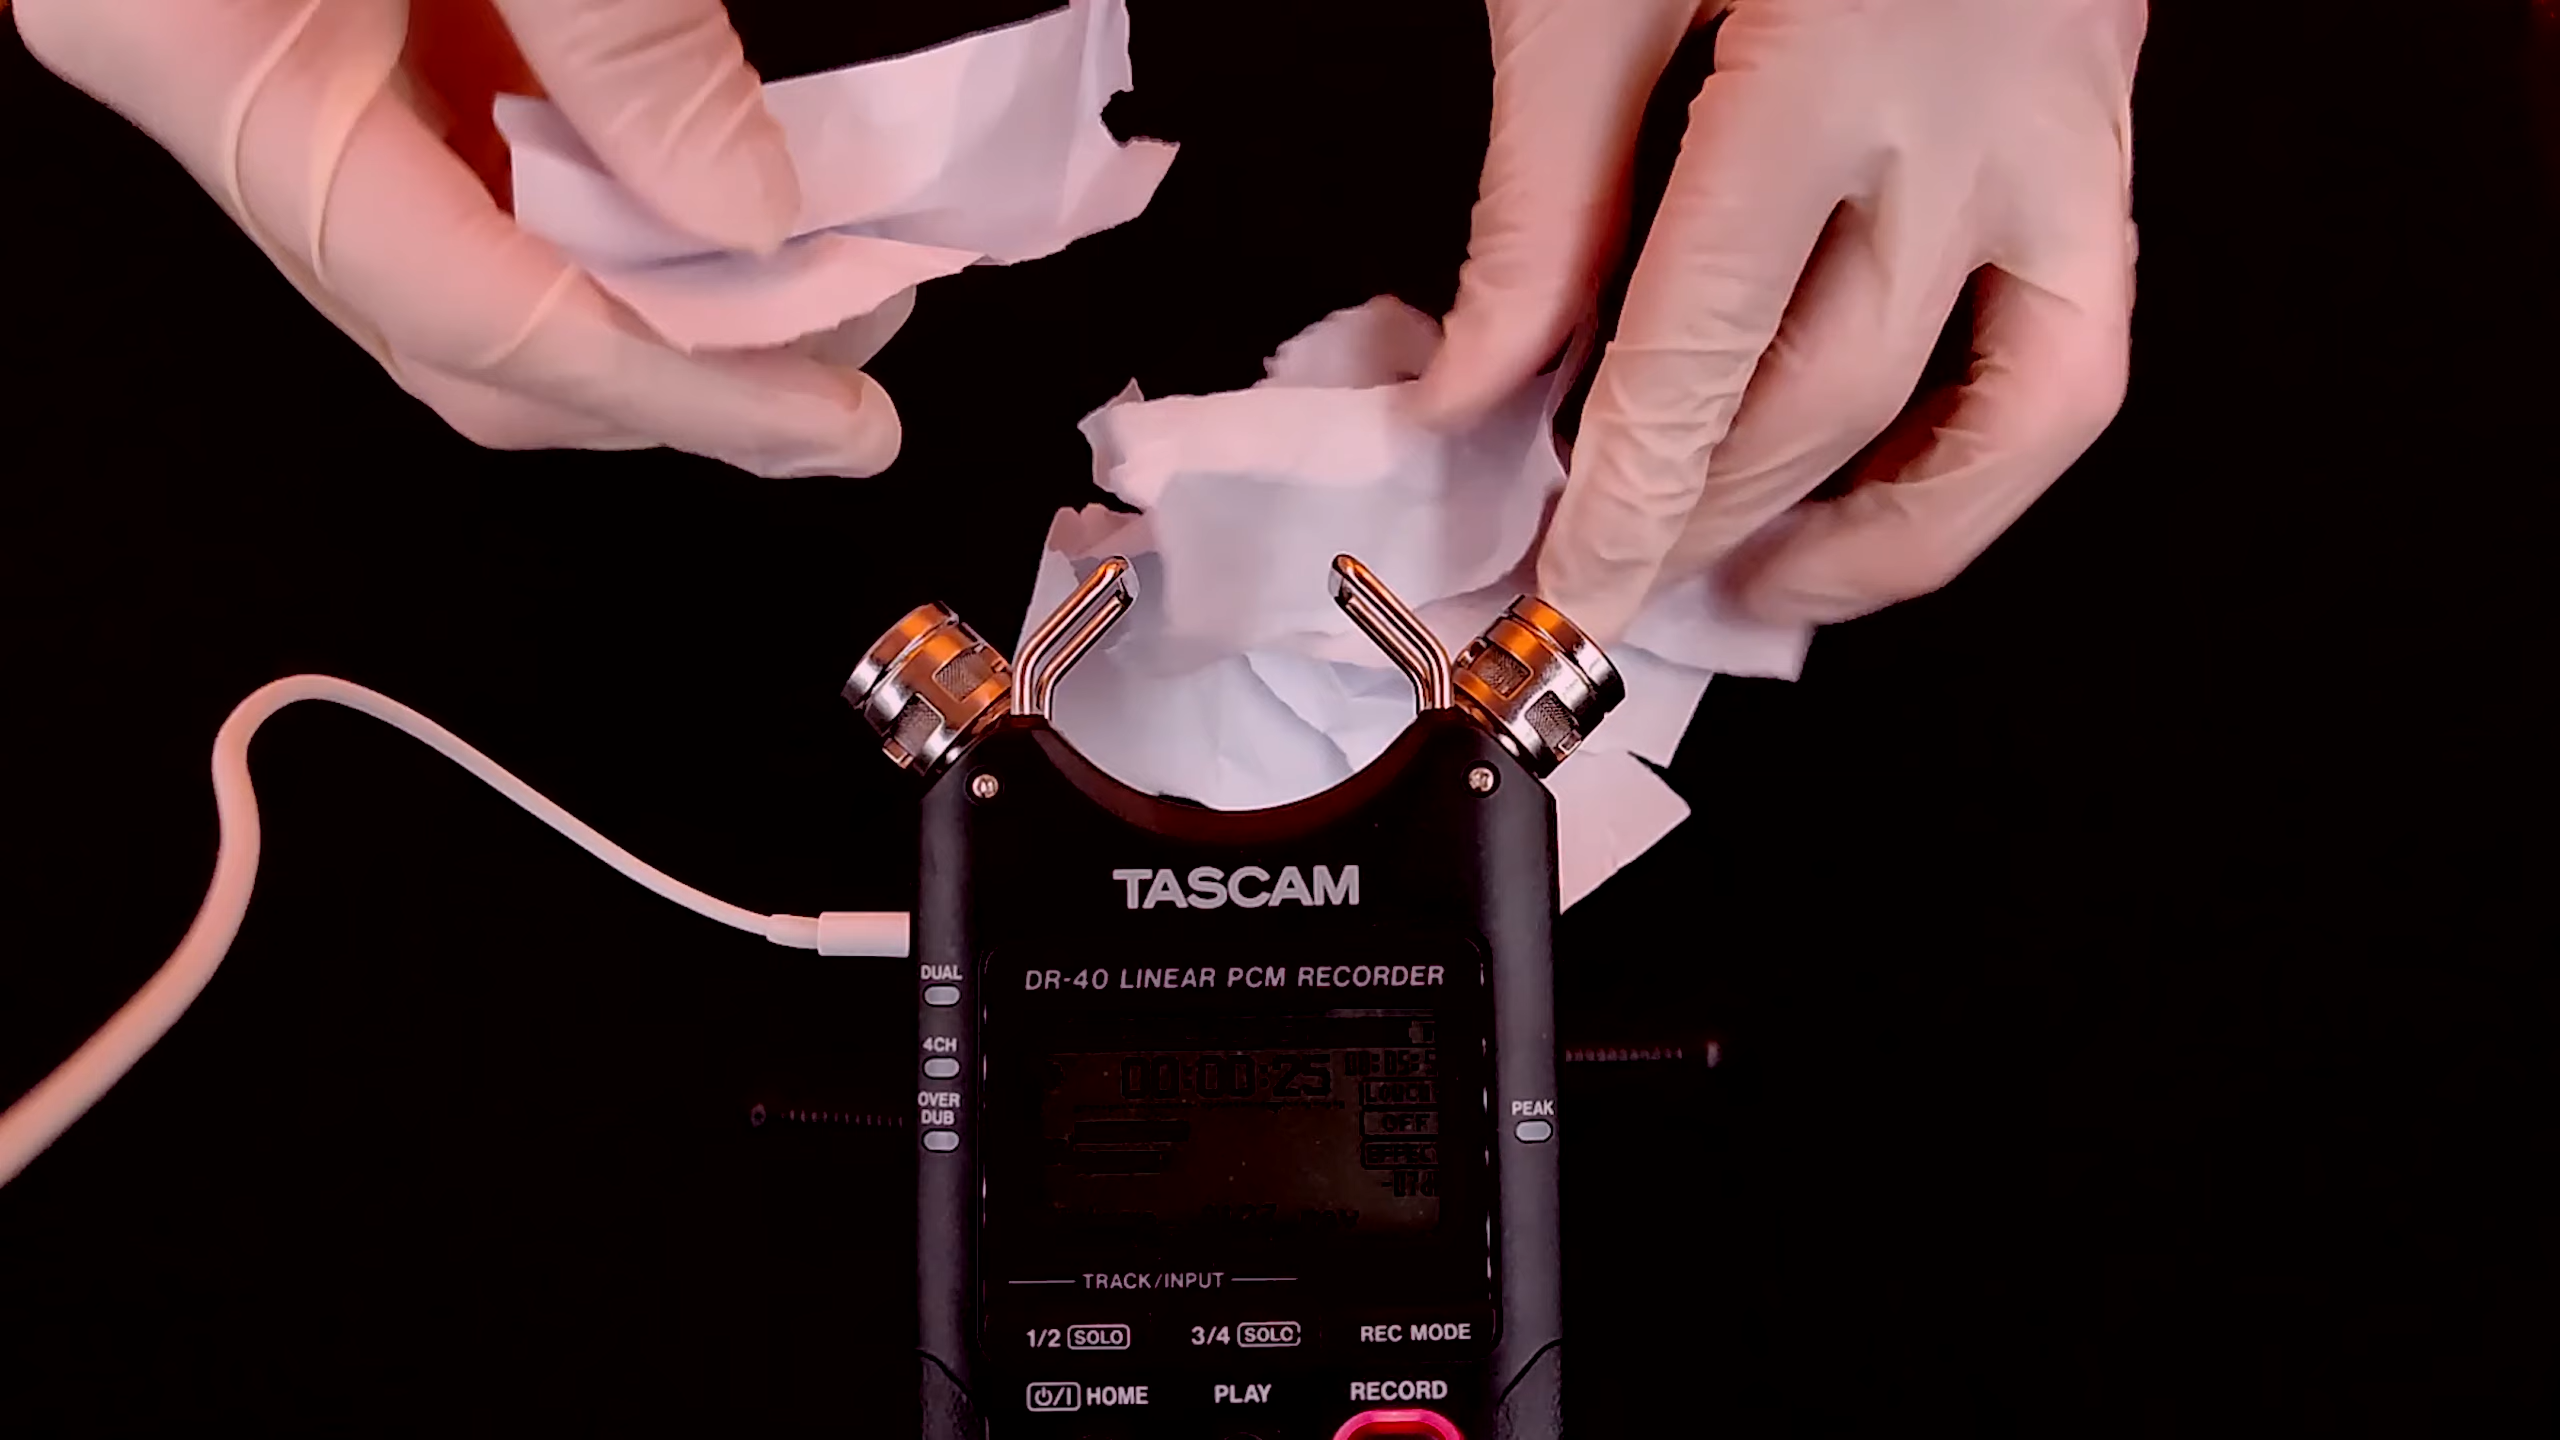 TASCAM
DR-40 LINEAR PCM RECORDER
DUAL
4CH
OVER
DUB
00:00:25
PEAK
TRACK/INPUT
1/2 SOLO
3/4 SOLO
REC MODE
⏻/I HOME
PLAY
RECORD